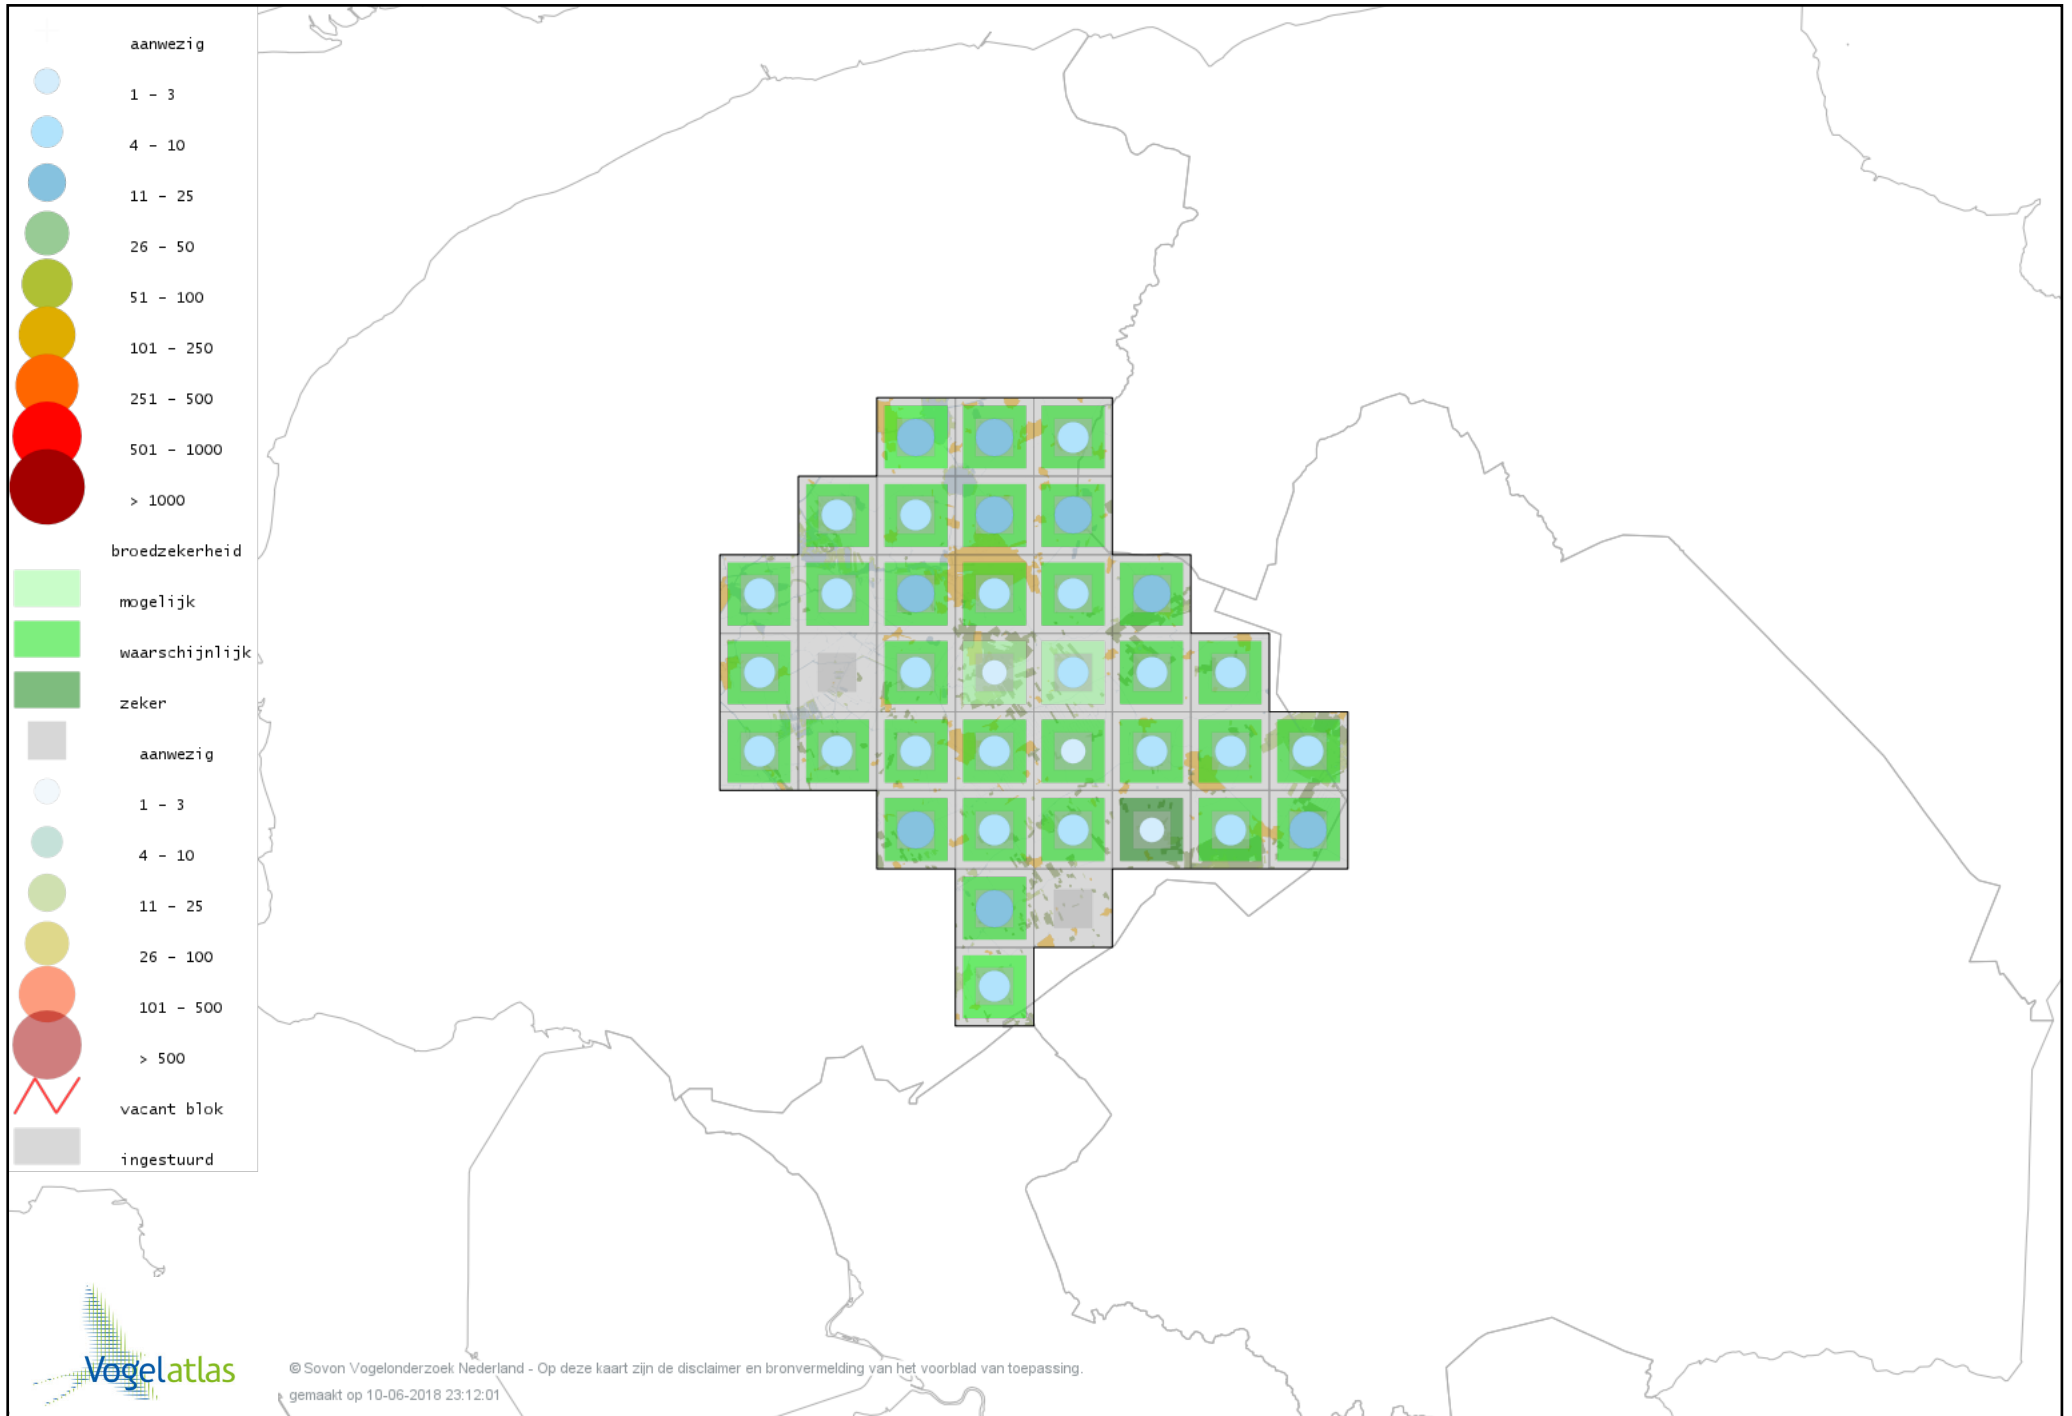 aanwezig
1 - 3
4 - 10
11 - 25
26 - 50
51 - 100
101 - 250
251 - 500
501 - 1000
> 1000
broedzekerheid
mogelijk
waarschijnlijk
zeker
aanwezig
1 - 3
4 - 10
11 - 25
26 - 100
101 - 500
> 500
vacant blok
ingestuurd
Vogelatlas
© Sovon Vogelonderzoek Nederland - Op deze kaart zijn de disclaimer en bronvermelding van het voorblad van toepassing.
gemaakt op 10-06-2018 23:12:01